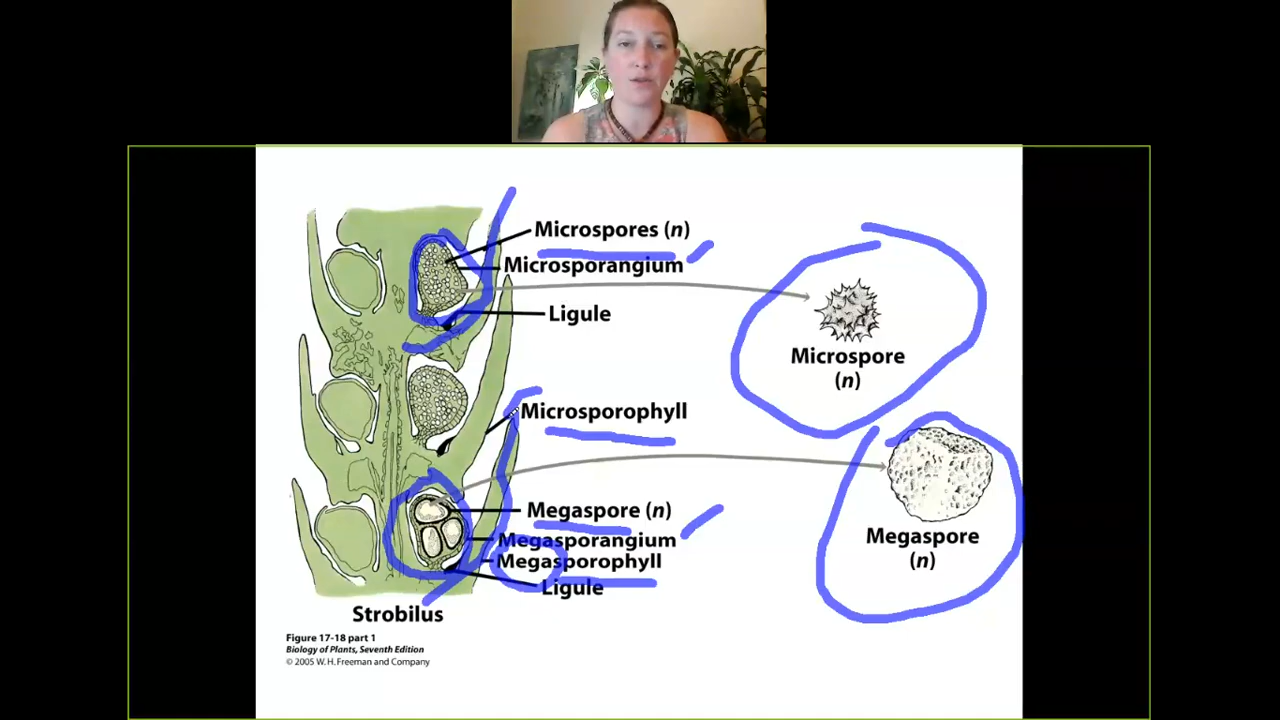 Microspores (n)
Microsporangium
Ligule
Microspore
(n)
Microsporophyll
Megaspore (n)
Megasporangium
Megasporophyll
Ligule
Megaspore
(n)
Strobilus
Figure 17-18 part 1
Biology of Plants, Seventh Edition
© 2005 W. H. Freeman and Company